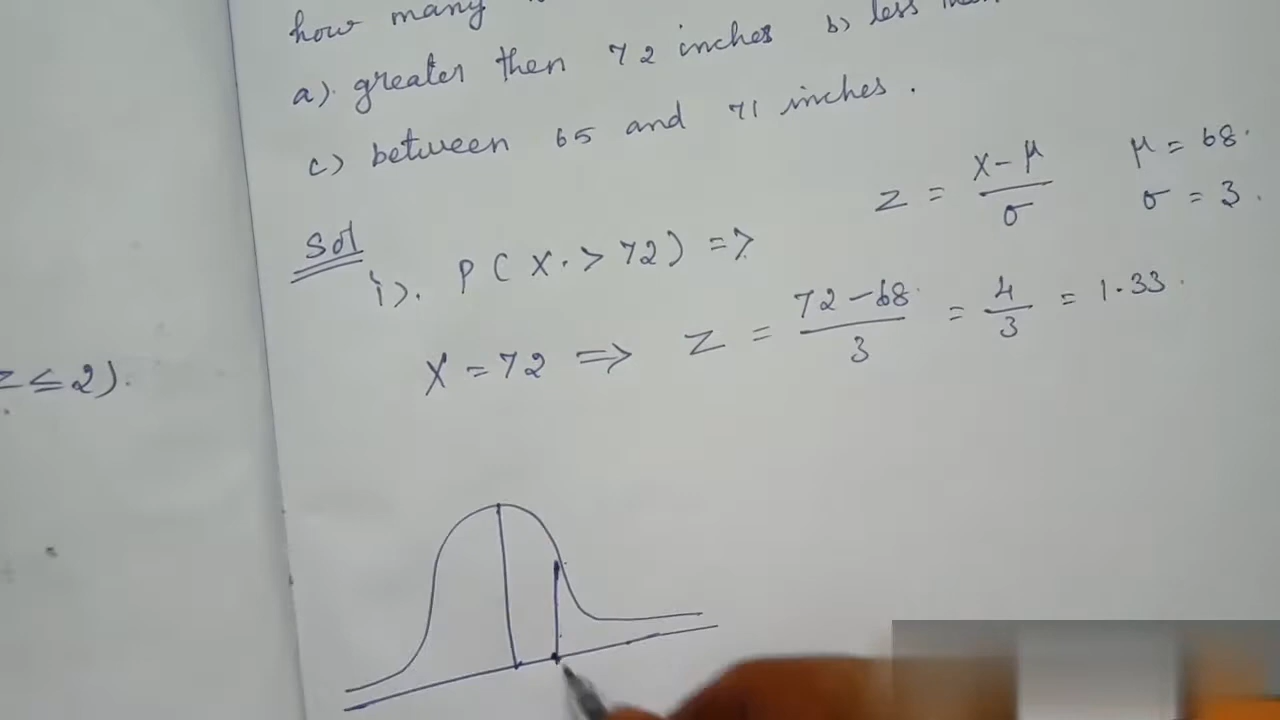 how many
a). greater then 72 inches b) less then
c) between 65 and 71 inches.
z = X-μ/σ μ = 68.
σ = 3.
Sol
i). P(X.>72) =>
X = 72 => Z = 72-68/3 = 4/3 = 1.33.
z ≤ 2).